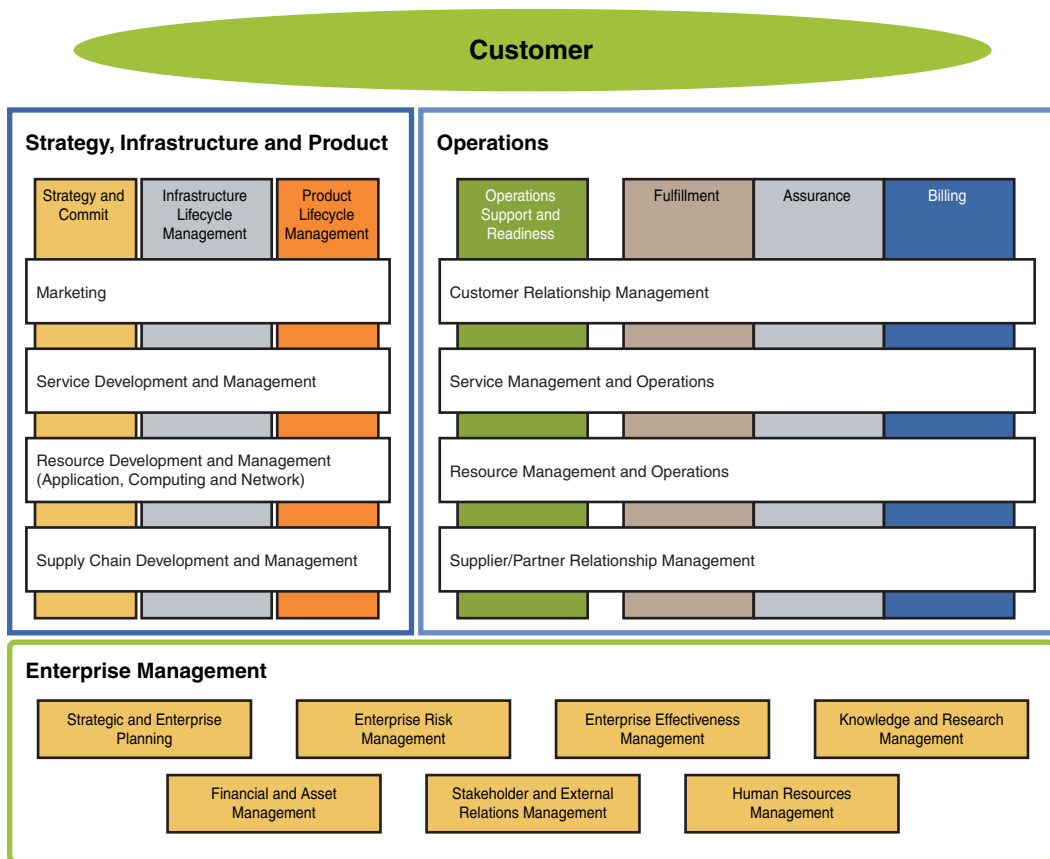 Customer
Strategy, Infrastructure and Product
Strategy and
Commit
Infrastructure
Lifecycle
Management
Product
Lifecycle
Management
Marketing
Service Development and Management
Resource Development and Management
(Application, Computing and Network)
Supply Chain Development and Management
Operations
Operations
Support and
Readiness
Fulfillment
Assurance
Billing
Customer Relationship Management
Service Management and Operations
Resource Management and Operations
Supplier/Partner Relationship Management
Enterprise Management
Strategic and Enterprise
Planning
Enterprise Risk
Management
Enterprise Effectiveness
Management
Knowledge and Research
Management
Financial and Asset
Management
Stakeholder and External
Relations Management
Human Resources
Management